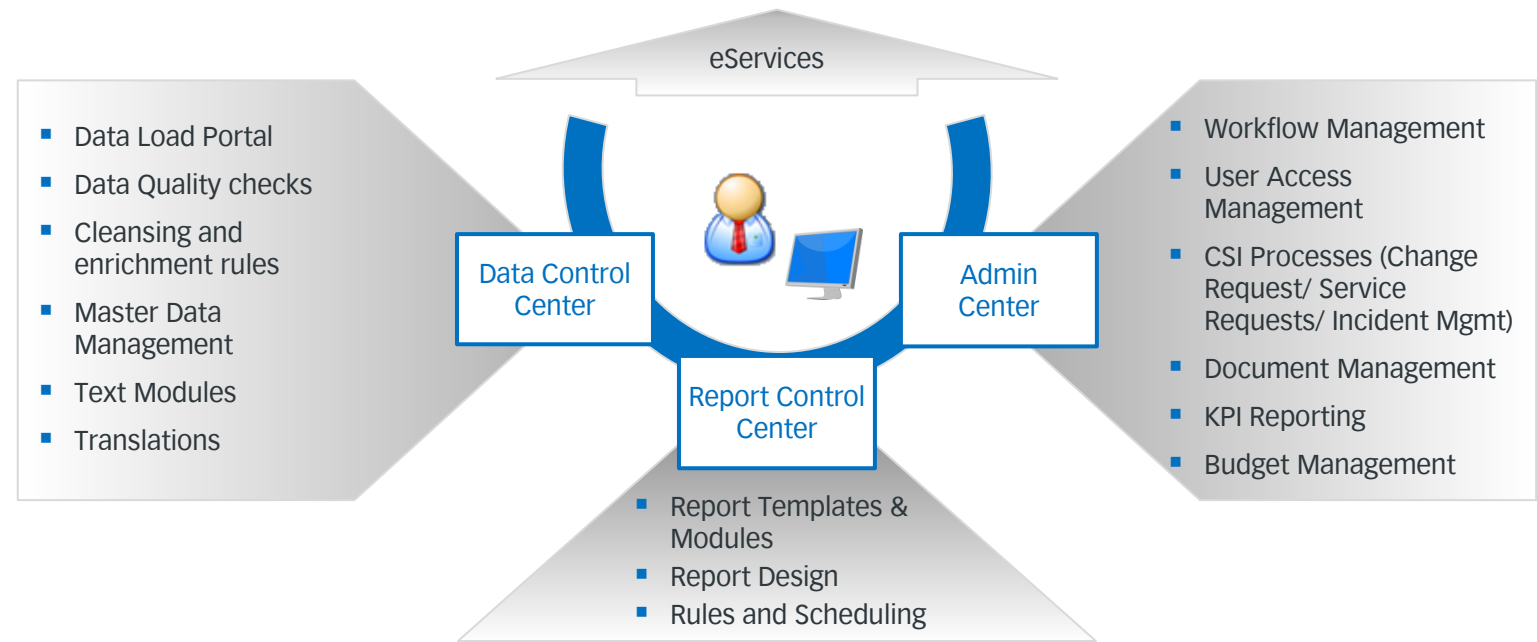 eServices
Data Load Portal
Data Quality checks
Cleansing and
enrichment rules
Master Data
Management
Text Modules
Translations
Data Control
Center
Report Control
Center
Report Templates &
Modules
Report Design
Rules and Scheduling
Admin
Center
Workflow Management
User Access
Management
CSI Processes (Change
Request/ Service
Requests/ Incident Mgmt)
Document Management
KPI Reporting
Budget Management